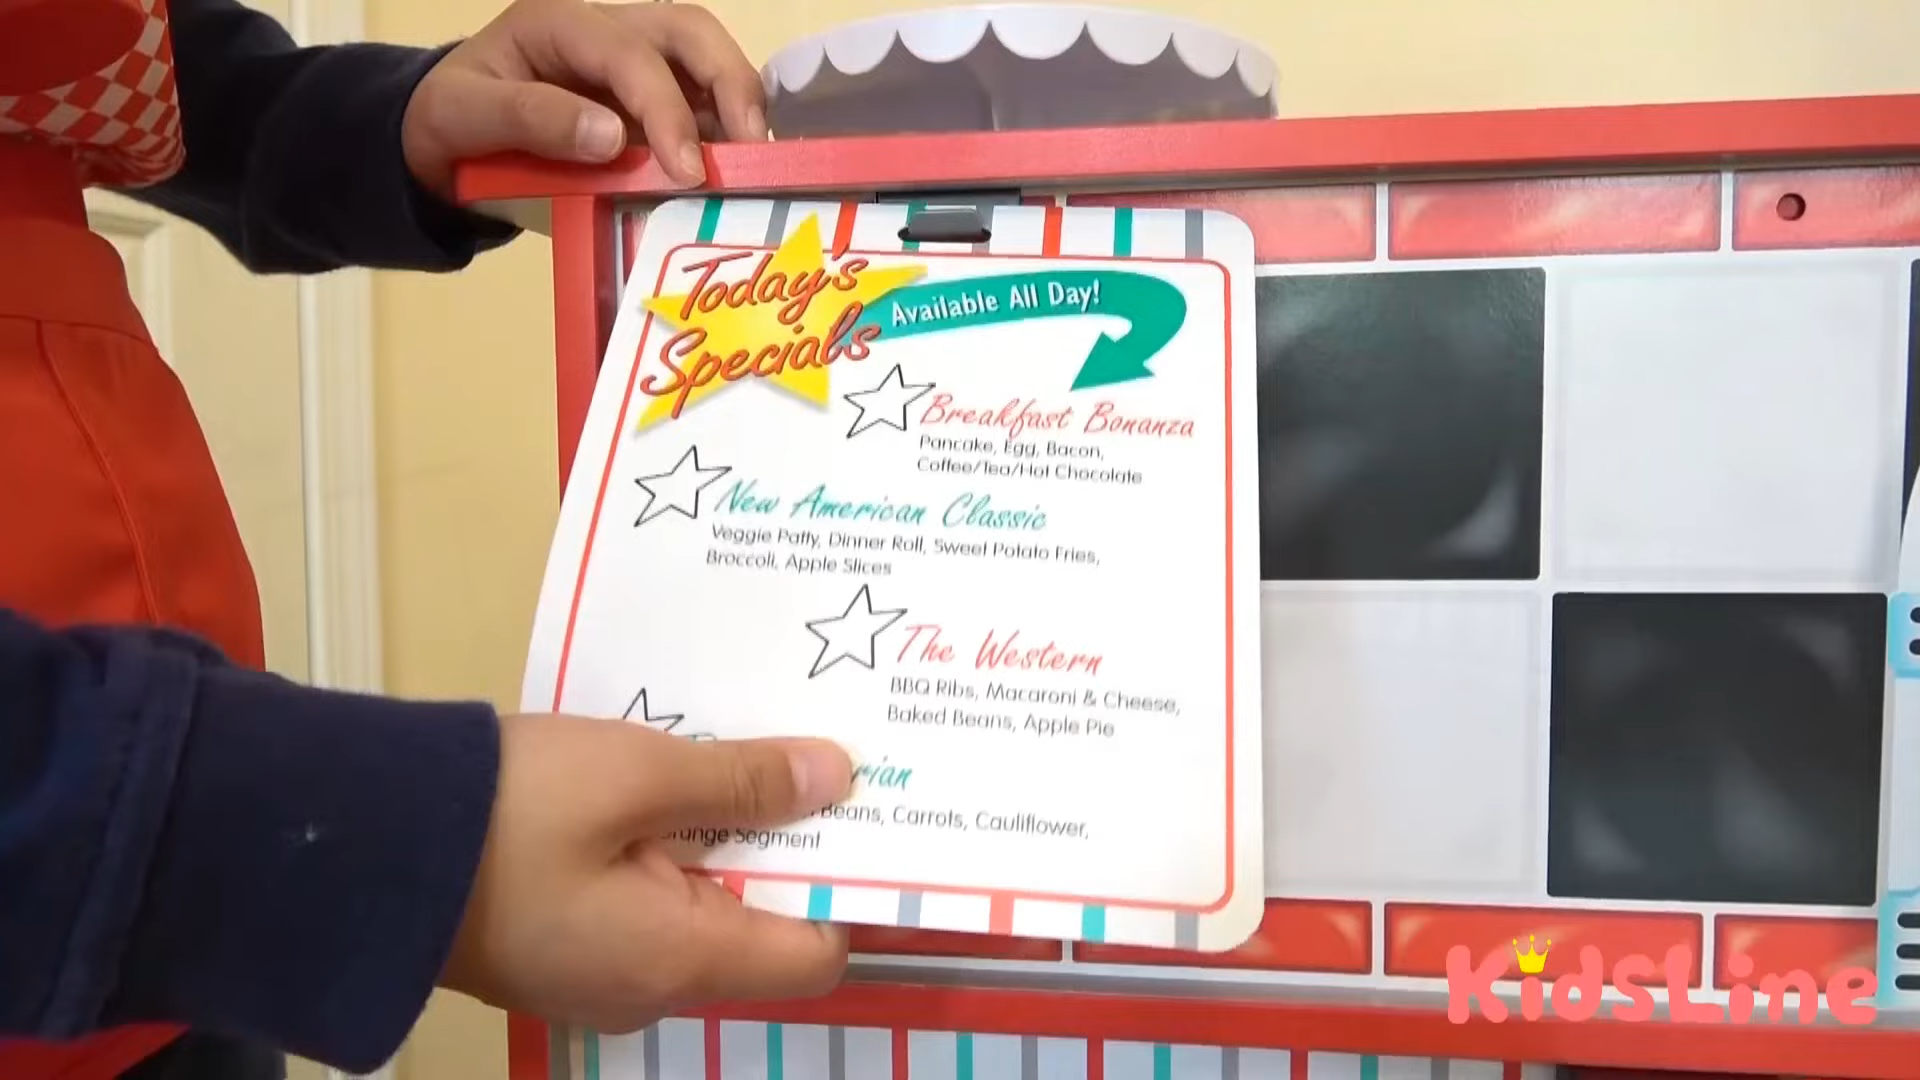 Today's
Specials
Available All Day!
Breakfast Bonanza
Pancake, Egg, Bacon,
Coffee/Tea/Hot Chocolate
New American Classic
Veggie Patty, Dinner Roll, Sweet Potato Fries,
Broccoli, Apple Slices
The Western
BBQ Ribs, Macaroni & Cheese,
Baked Beans, Apple Pie
Beans, Carrots, Cauliflower,
Orange Segment
KidsLine